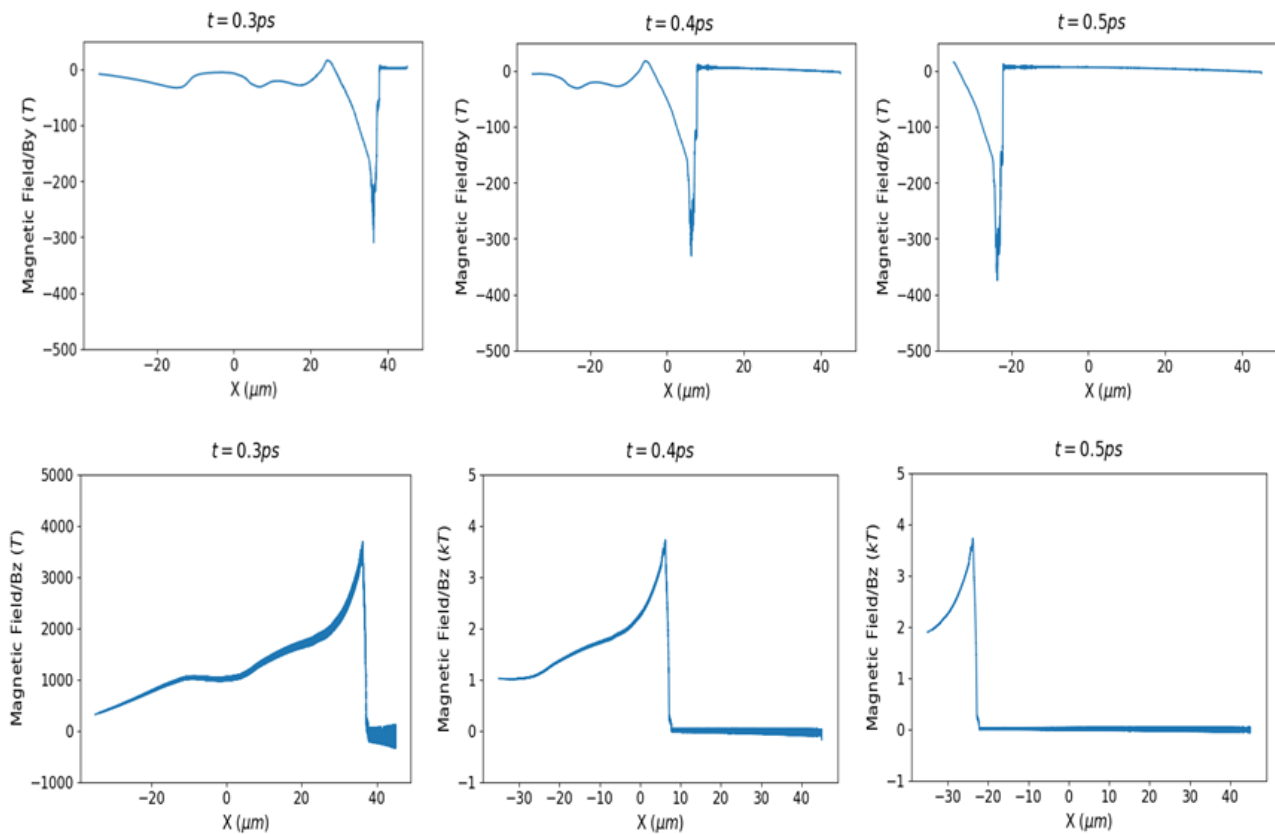 t = 0.3ps
t = 0.4ps
t = 0.5ps
Magnetic Field/By (T)
0
−100
−200
−300
−400
−500
−20 0 20 40
X (μm)
Magnetic Field/By (T)
0
−100
−200
−300
−400
−500
−20 0 20 40
X (μm)
Magnetic Field/By (T)
0
−100
−200
−300
−400
−500
−20 0 20 40
X (μm)
t = 0.3ps
t = 0.4ps
t = 0.5ps
Magnetic Field/Bz (T)
5000
4000
3000
2000
1000
0
−1000
−20 0 20 40
X (μm)
Magnetic Field/Bz (kT)
5
4
3
2
1
0
−1
−30 −20 −10 0 10 20 30 40
X (μm)
Magnetic Field/Bz (kT)
5
4
3
2
1
0
−1
−30 −20 −10 0 10 20 30 40
X (μm)